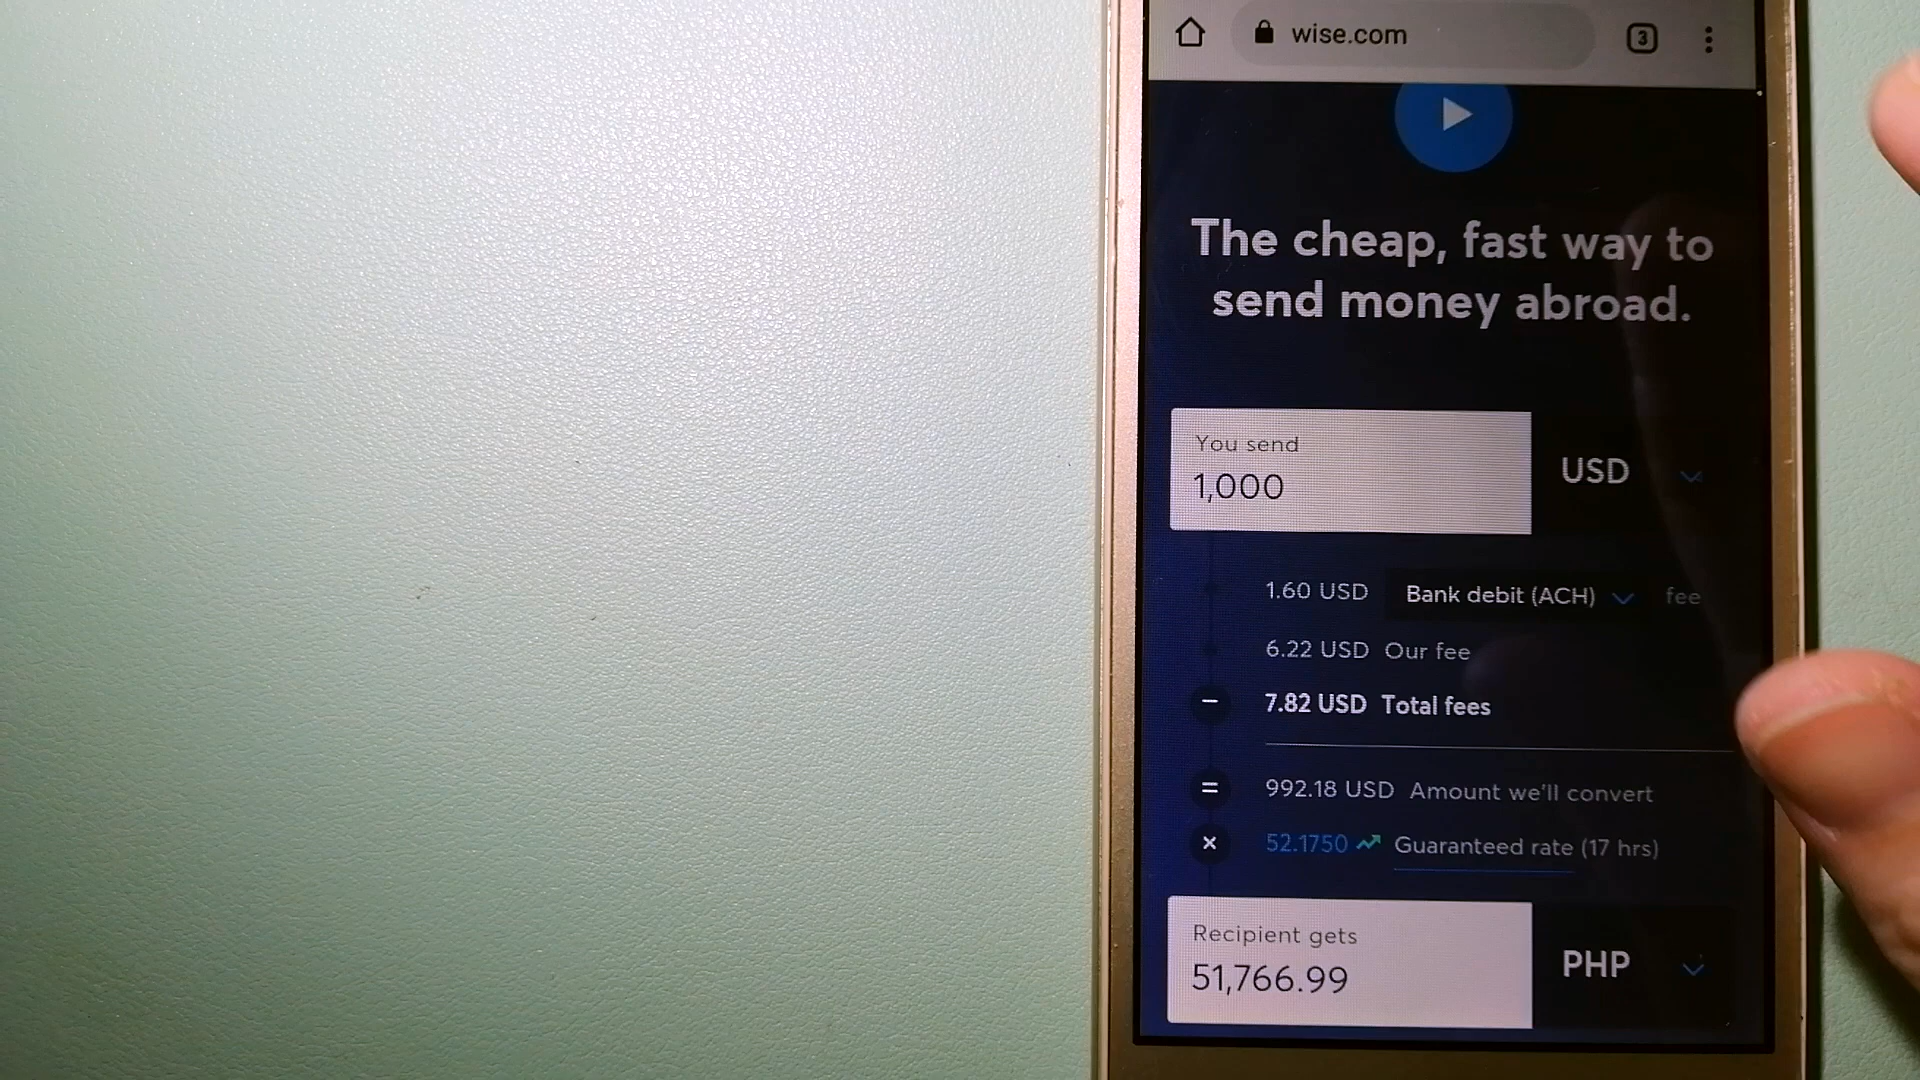 wise.com
3
The cheap, fast way to
send money abroad.
You send
1,000
USD
1.60 USD Bank debit (ACH) fee
6.22 USD Our fee
− 7.82 USD Total fees
= 992.18 USD Amount we'll convert
× 52.1750 Guaranteed rate (17 hrs)
Recipient gets
51,766.99
PHP